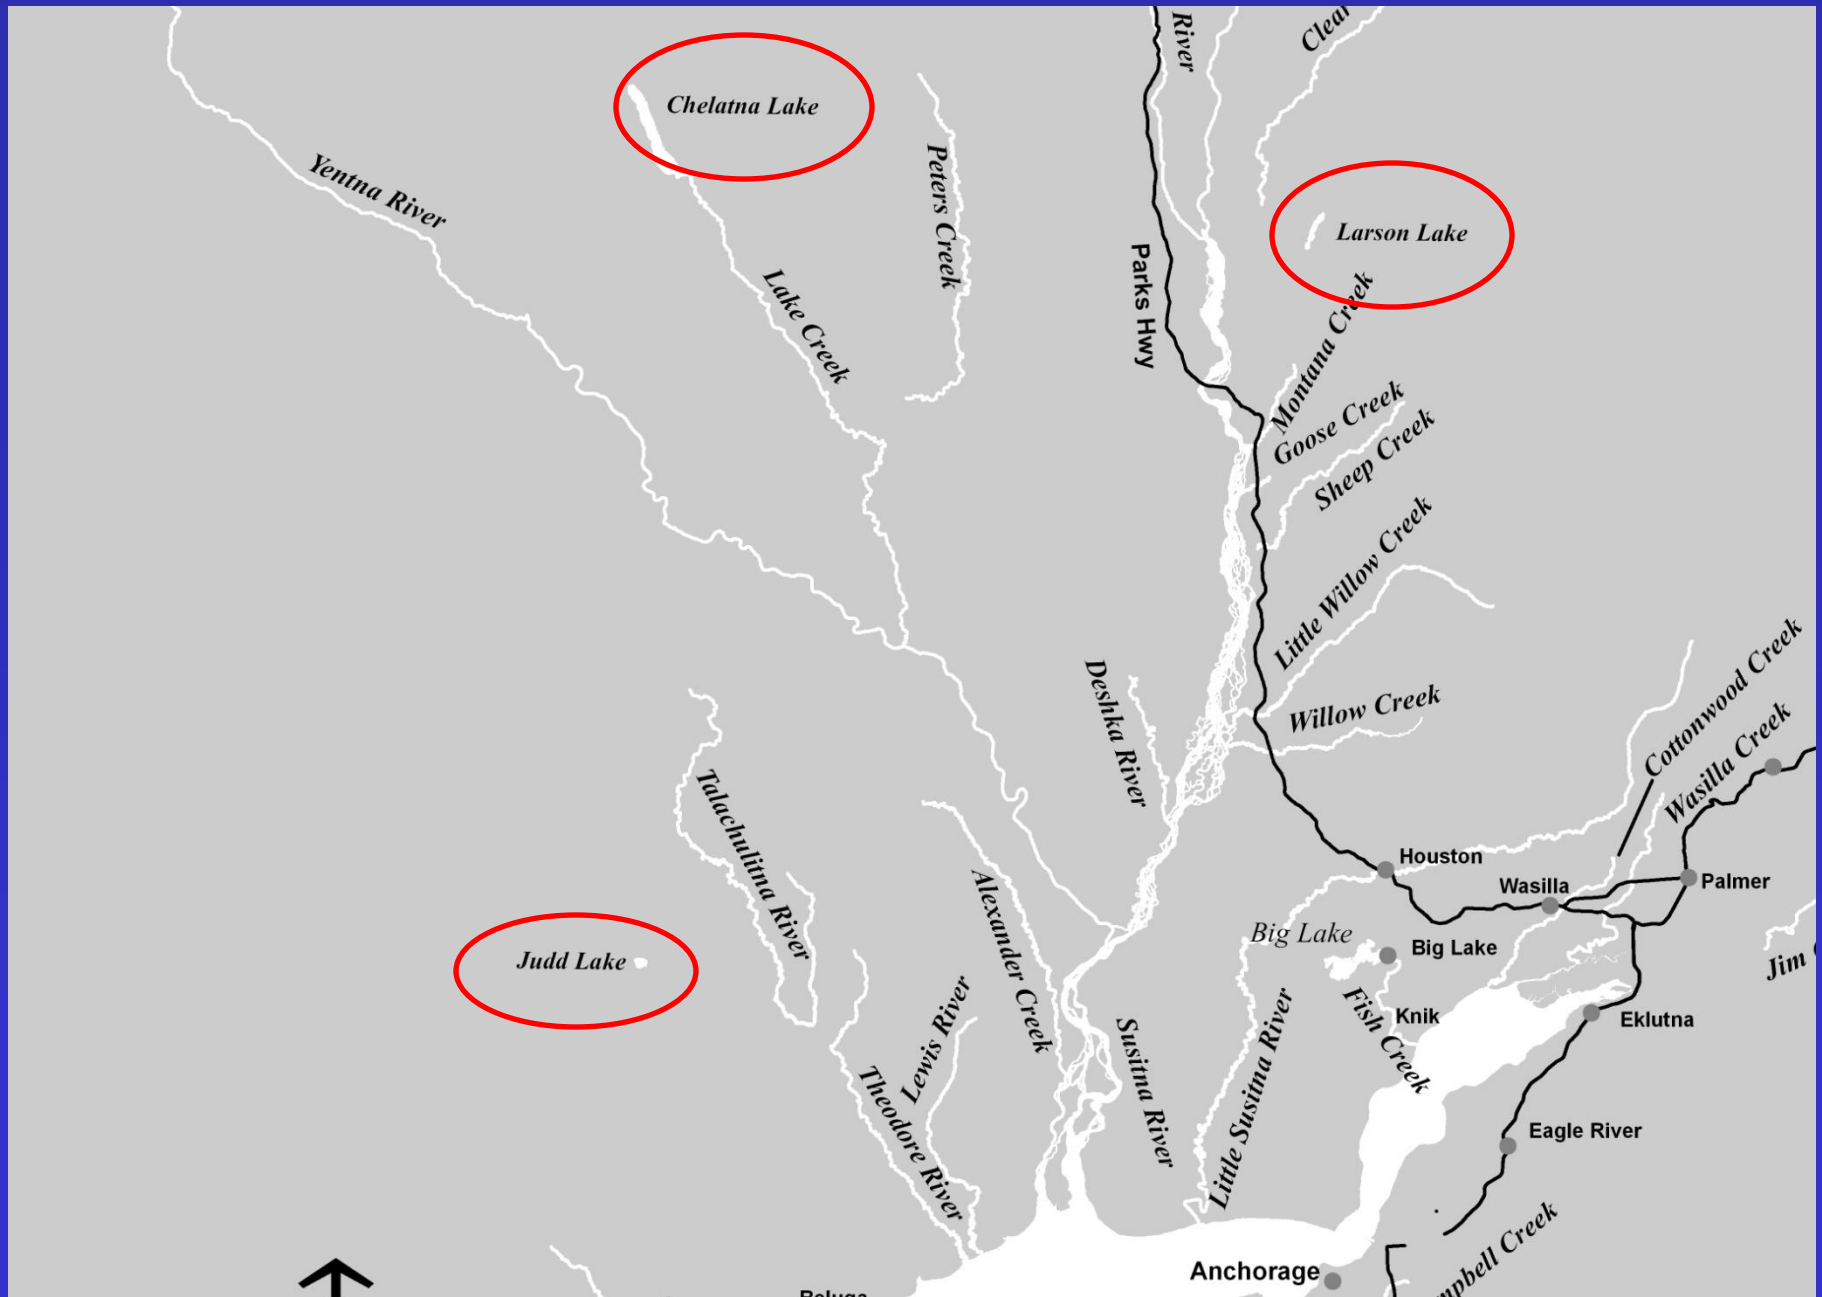 River
Clear
Chelatna Lake
Peters Creek
Yentna River
Larson Lake
Parks Hwy
Lake Creek
Montana Creek
Goose Creek
Sheep Creek
Little Willow Creek
Deshka River
Willow Creek
Cottonwood Creek
Wasilla Creek
Talachulitna River
Houston
Wasilla
Palmer
Alexander Creek
Big Lake
Big Lake
Judd Lake
Jim
Lewis River
Fish Creek
Knik
Eklutna
Susitna River
Little Susitna River
Theodore River
Eagle River
Anchorage
mpbell Creek
Beluga